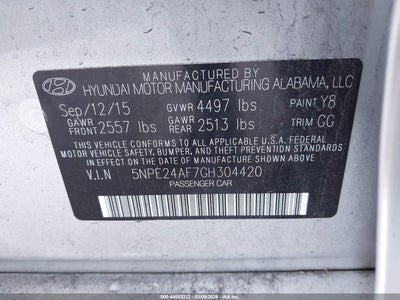 MANUFACTURED BY
HYUNDAI MOTOR MANUFACTURING ALABAMA, LLC
Sep/12/15 GVWR 4497 lbs PAINT Y8
GAWR FRONT 2557 lbs GAWR REAR 2513 lbs TRIM GG
THIS VEHICLE CONFORMS TO ALL APPLICABLE U.S.A. FEDERAL
MOTOR VEHICLE SAFETY, BUMPER, AND THEFT PREVENTION STANDARDS
IN EFFECT ON THE DATE OF MANUFACTURE SHOWN ABOVE.
V.I.N 5NPE24AF7GH304420
PASSENGER CAR